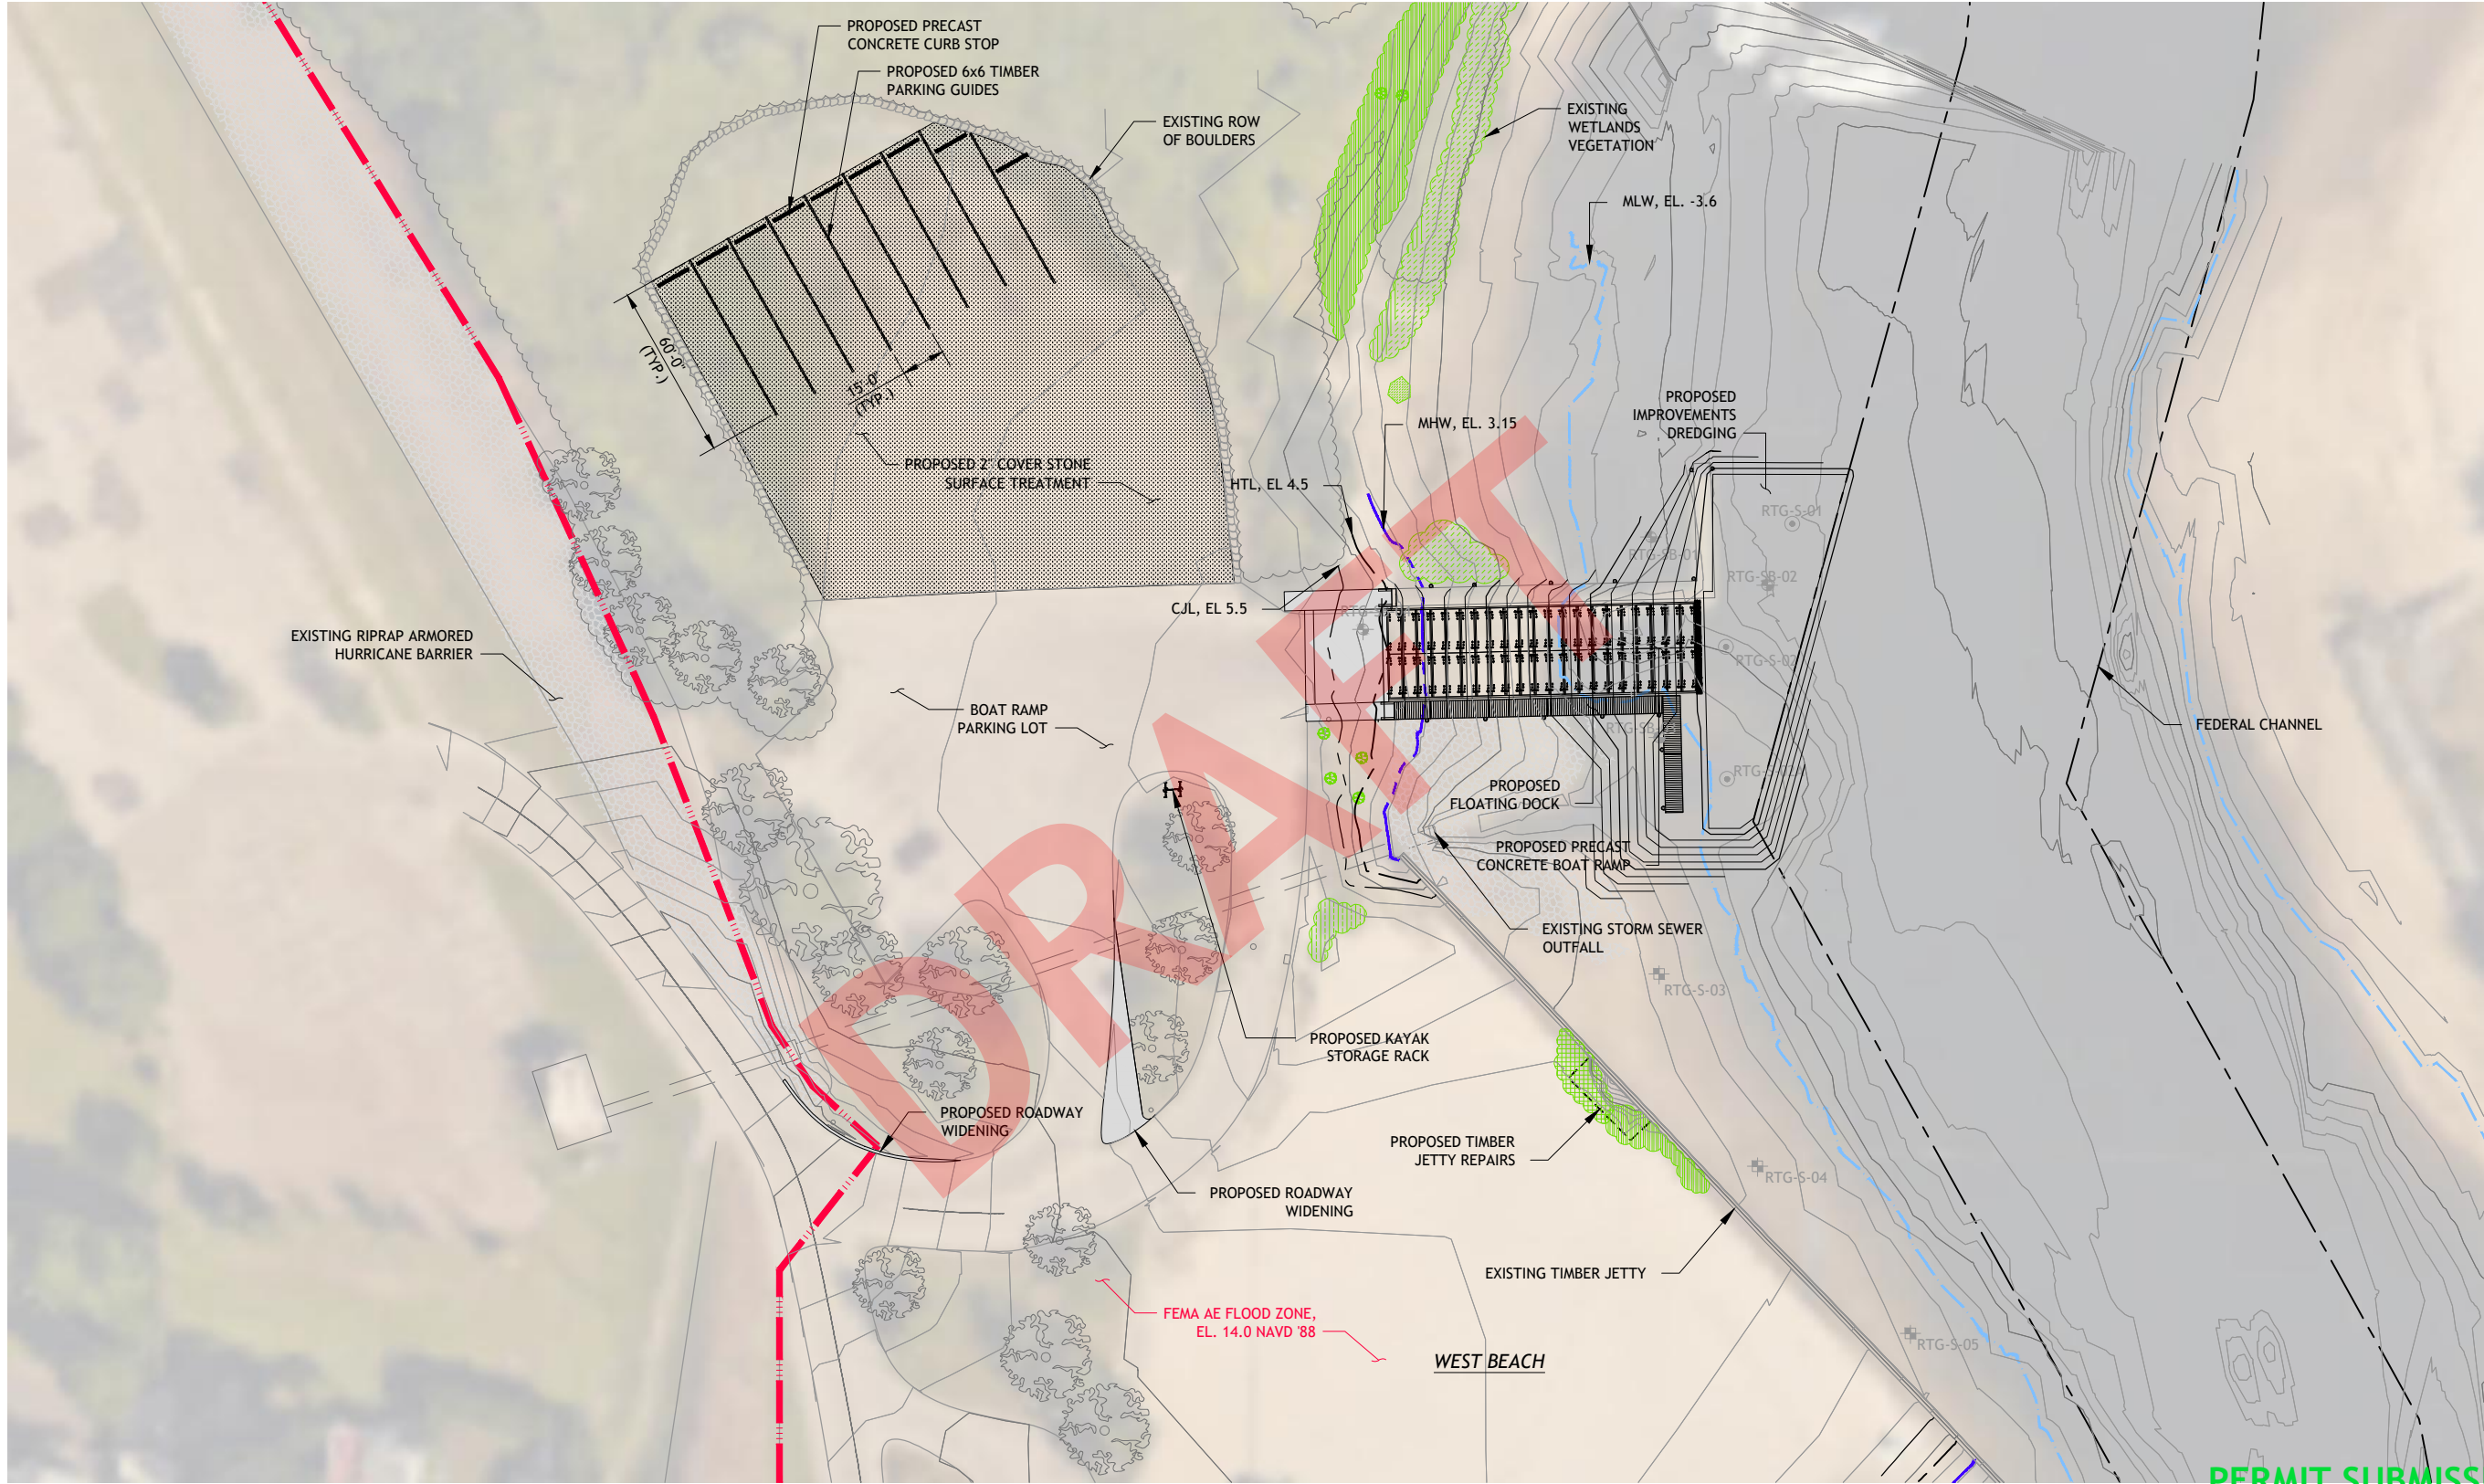 PROPOSED PRECAST
CONCRETE CURB STOP
PROPOSED 6x6 TIMBER
PARKING GUIDES
EXISTING ROW
OF BOULDERS
EXISTING
WETLANDS
VEGETATION
MLW, EL. -3.6
60'-0"
(TYP.)
15'-0"
(TYP.)
PROPOSED 2" COVER STONE
SURFACE TREATMENT
MHW, EL. 3.15
HTL, EL 4.5
PROPOSED
IMPROVEMENTS
DREDGING
RTG-S-01
RTG-SB-01
RTG-SB-02
CJL, EL 5.5
EXISTING RIPRAP ARMORED
HURRICANE BARRIER
RTG-S-02
BOAT RAMP
PARKING LOT
FEDERAL CHANNEL
PROPOSED
FLOATING DOCK
PROPOSED PRECAST
CONCRETE BOAT RAMP
EXISTING STORM SEWER
OUTFALL
RTG-S-03
PROPOSED KAYAK
STORAGE RACK
PROPOSED ROADWAY
WIDENING
PROPOSED TIMBER
JETTY REPAIRS
RTG-S-04
PROPOSED ROADWAY
WIDENING
EXISTING TIMBER JETTY
FEMA AE FLOOD ZONE,
EL. 14.0 NAVD '88
RTG-S-05
WEST BEACH
DRAFT
PERMIT SUBMISS